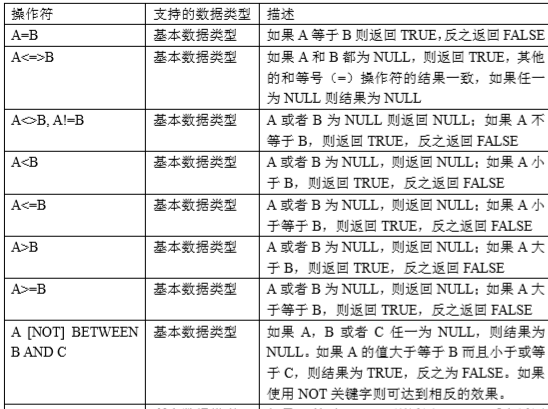 操作符 支持的数据类型 描述
A=B 基本数据类型 如果 A 等于 B 则返回 TRUE,反之返回 FALSE
A<=>B 基本数据类型 如果 A 和 B 都为 NULL，则返回 TRUE，其他
的和等号（=）操作符的结果一致，如果任一
为 NULL 则结果为 NULL
A<>B, A!=B 基本数据类型 A 或者 B 为 NULL 则返回 NULL；如果 A 不
等于 B，则返回 TRUE，反之返回 FALSE
A<B 基本数据类型 A 或者 B 为 NULL，则返回 NULL；如果 A 小
于 B，则返回 TRUE，反之返回 FALSE
A<=B 基本数据类型 A 或者 B 为 NULL，则返回 NULL；如果 A 小
于等于 B，则返回 TRUE，反之返回 FALSE
A>B 基本数据类型 A 或者 B 为 NULL，则返回 NULL；如果 A 大
于 B，则返回 TRUE，反之返回 FALSE
A>=B 基本数据类型 A 或者 B 为 NULL，则返回 NULL；如果 A 大
于等于 B，则返回 TRUE，反之返回 FALSE
A [NOT] BETWEEN 基本数据类型 如果 A，B 或者 C 任一为 NULL，则结果为
B AND C NULL。如果 A 的值大于等于 B 而且小于或等
于 C，则结果为 TRUE，反之为 FALSE。如果
使用 NOT 关键字则可达到相反的效果。